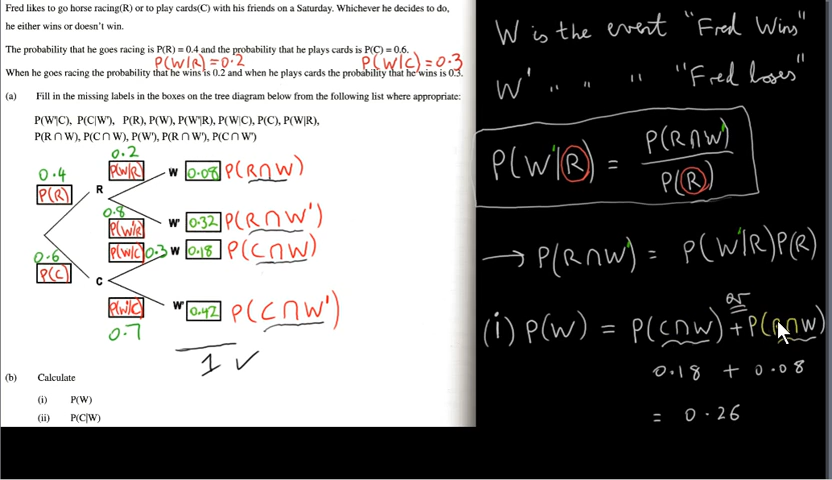 Fred likes to go horse racing(R) or to play cards(C) with his friends on a Saturday. Whichever he decides to do,
he either wins or doesn't win.
The probability that he goes racing is P(R) = 0.4 and the probability that he plays cards is P(C) = 0.6.
P(W|R) = 0.2
P(W|C) = 0.3
When he goes racing the probability that he wins is 0.2 and when he plays cards the probability that he wins is 0.3.
(a) Fill in the missing labels in the boxes on the tree diagram below from the following list where appropriate:
P(W'|C), P(C|W'), P(R), P(W), P(W'|R), P(W|C), P(C), P(W|R),
P(R ∩ W), P(C ∩ W), P(W'), P(R ∩ W'), P(C ∩ W')
0.2
0.4
P(W|R)
W
0.08
P(R∩W)
P(R)
R
0.8
P(W'|R)
W'
0.32
P(R∩W')
0.6
P(W|C)
0.3
W
0.18
P(C∩W)
P(C)
C
P(W'|C)
W'
0.42
P(C∩W')
0.7
1 ✓
(b) Calculate
(i) P(W)
(ii) P(C|W)
W is the event "Fred Wins"
W' " " " "Fred loses"
P(W'|R) = P(R∩W') / P(R)
→ P(R∩W') = P(W'|R)P(R)
or
(i) P(W) = P(C∩W) + P(R∩W)
0.18 + 0.08
= 0.26